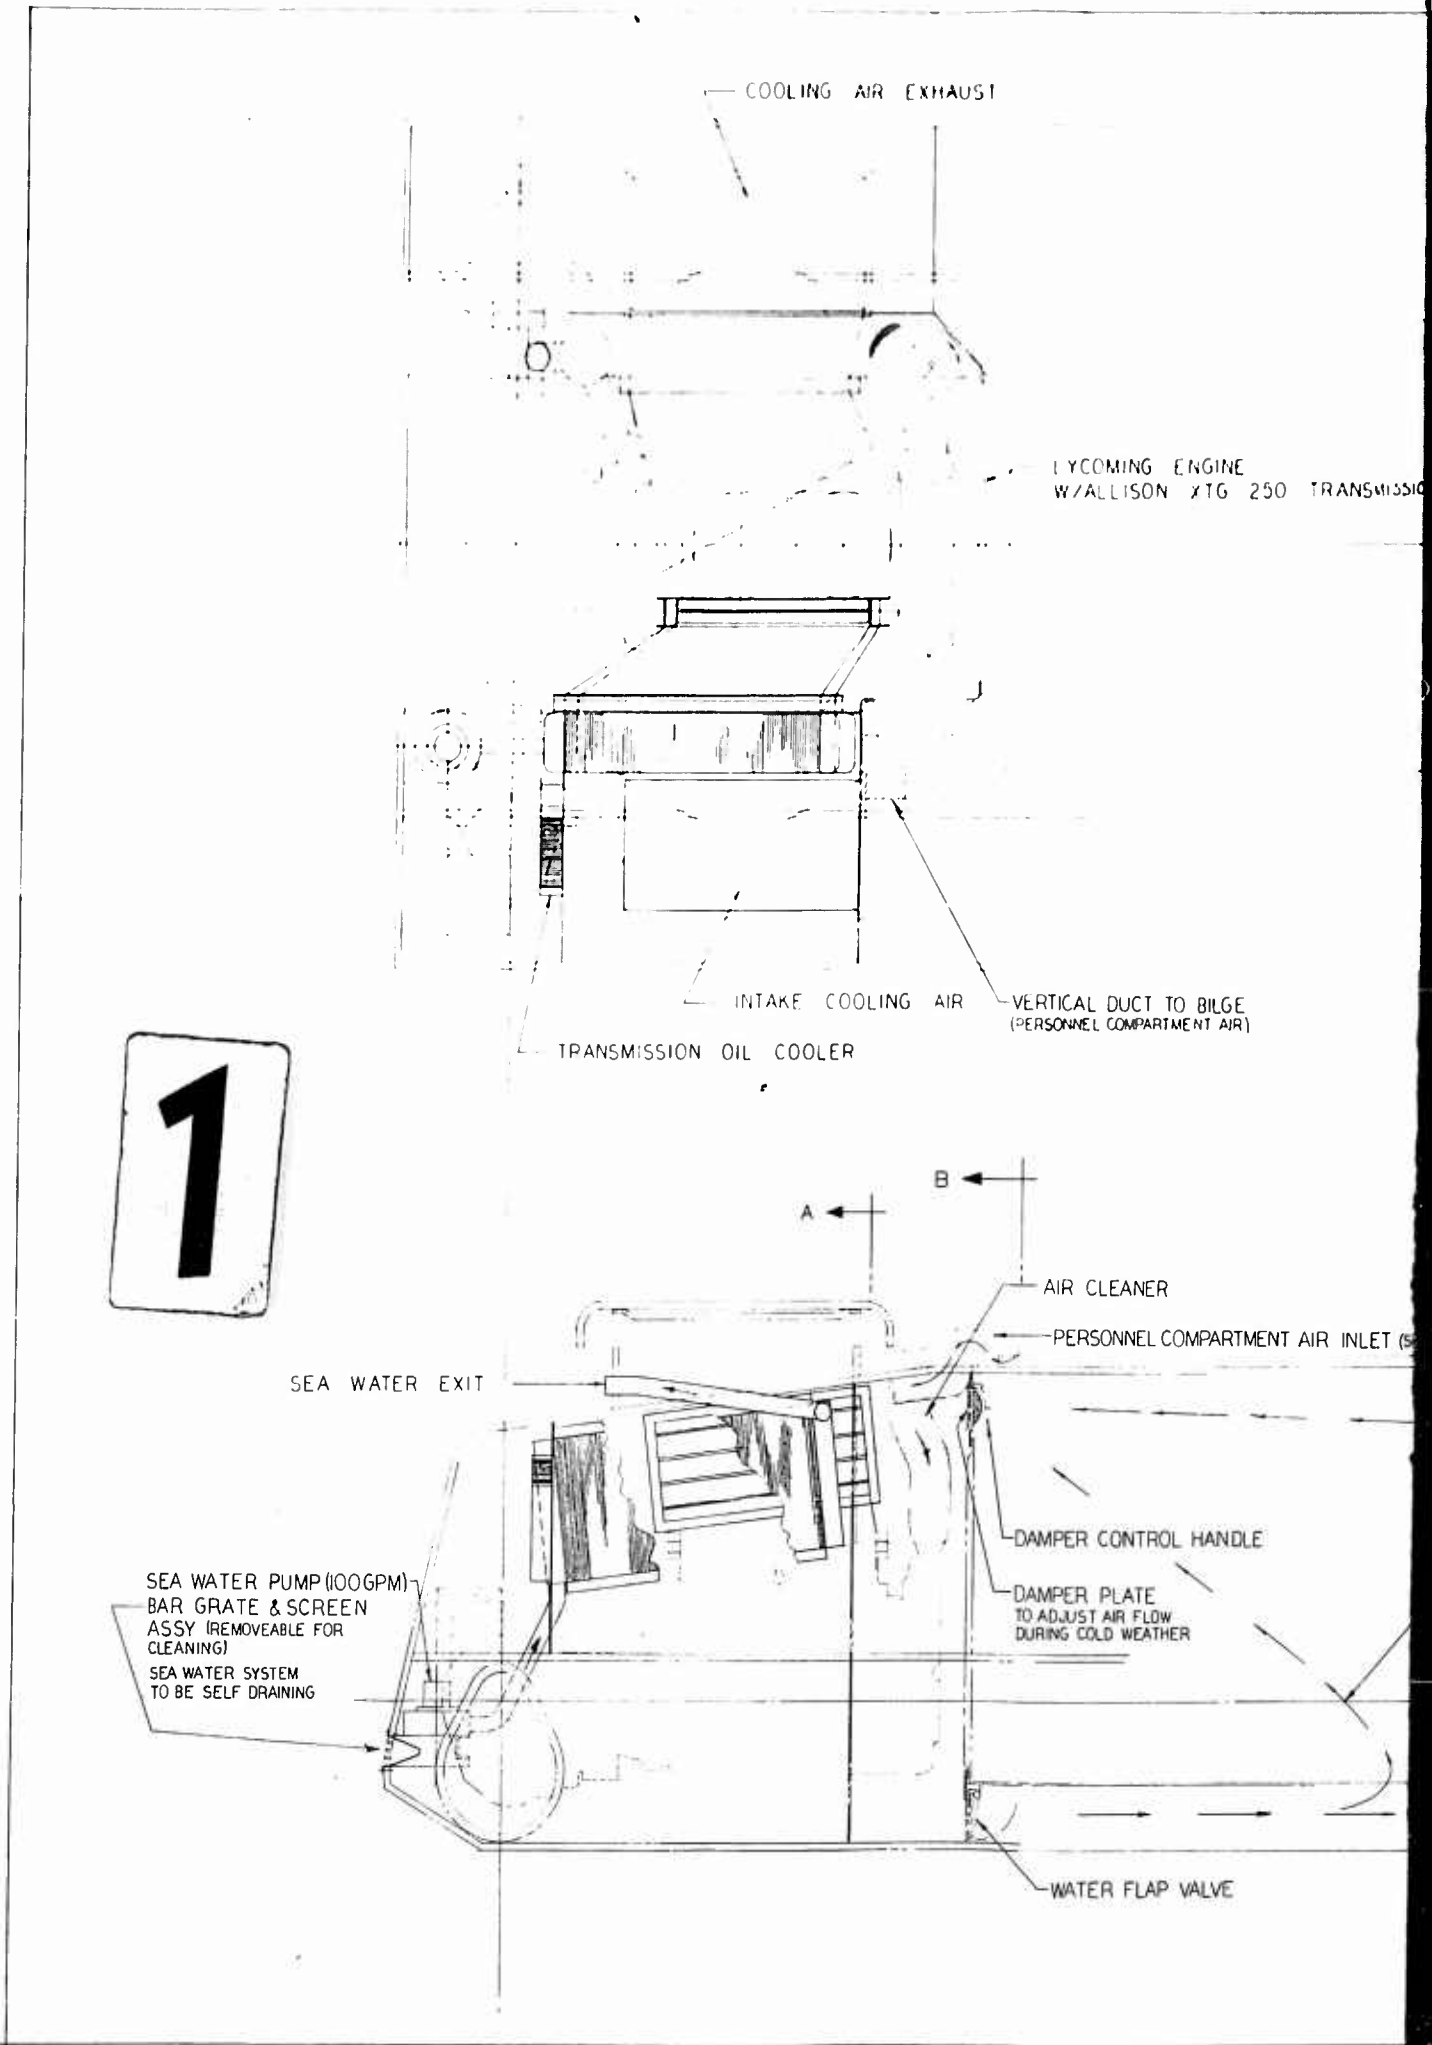 COOLING AIR EXHAUST
LYCOMING ENGINE
W/ALLISON XTG 250
INTAKE COOLING AIR
VERTICAL DUCT TO BILGE
(PERSONNEL COMPARTMENT AIR)
TRANSMISSION OIL COOLER
1
B
A
AIR CLEANER
PERSONNEL COMPARTMENT AIR INLET
SEA WATER EXIT
DAMPER CONTROL HANDLE
SEA WATER PUMP (100GPM)
BAR GRATE & SCREEN
ASSY (REMOVEABLE FOR
CLEANING)
SEA WATER SYSTEM
TO BE SELF DRAINING
DAMPER PLATE
TO ADJUST AIR FLOW
DURING COLD WEATHER
WATER FLAP VALVE